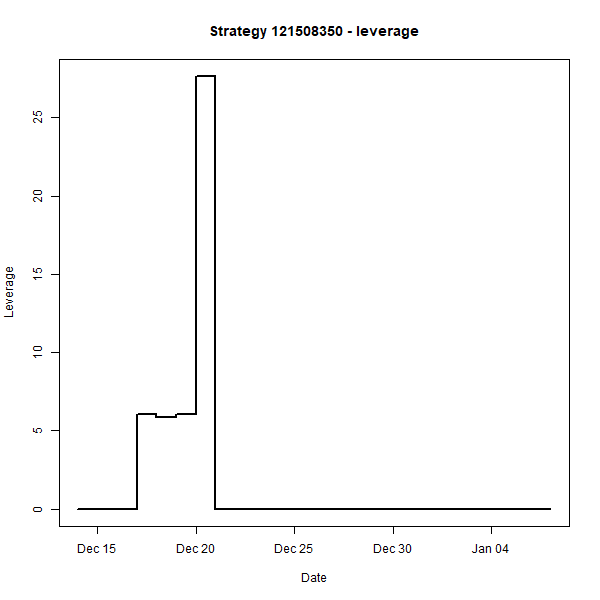 Strategy 121508350 - leverage
25
20
15
10
5
0
Leverage
Dec 15
Dec 20
Dec 25
Dec 30
Jan 04
Date